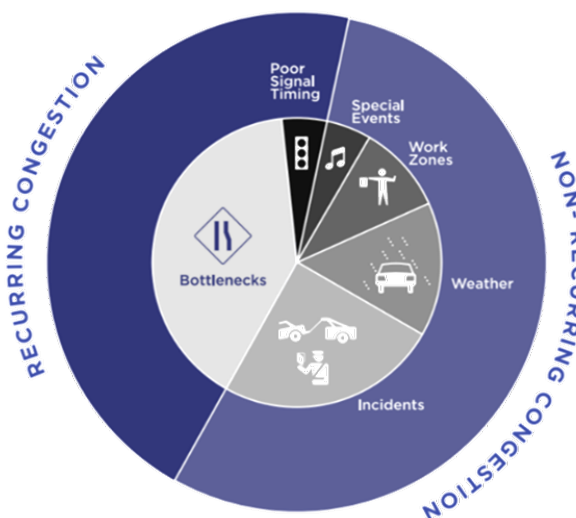 RECURRING CONGESTION
Poor
Signal
Timing
Special
Events
Work
Zones
Bottlenecks
Weather
Incidents
NON- RECURRING CONGESTION